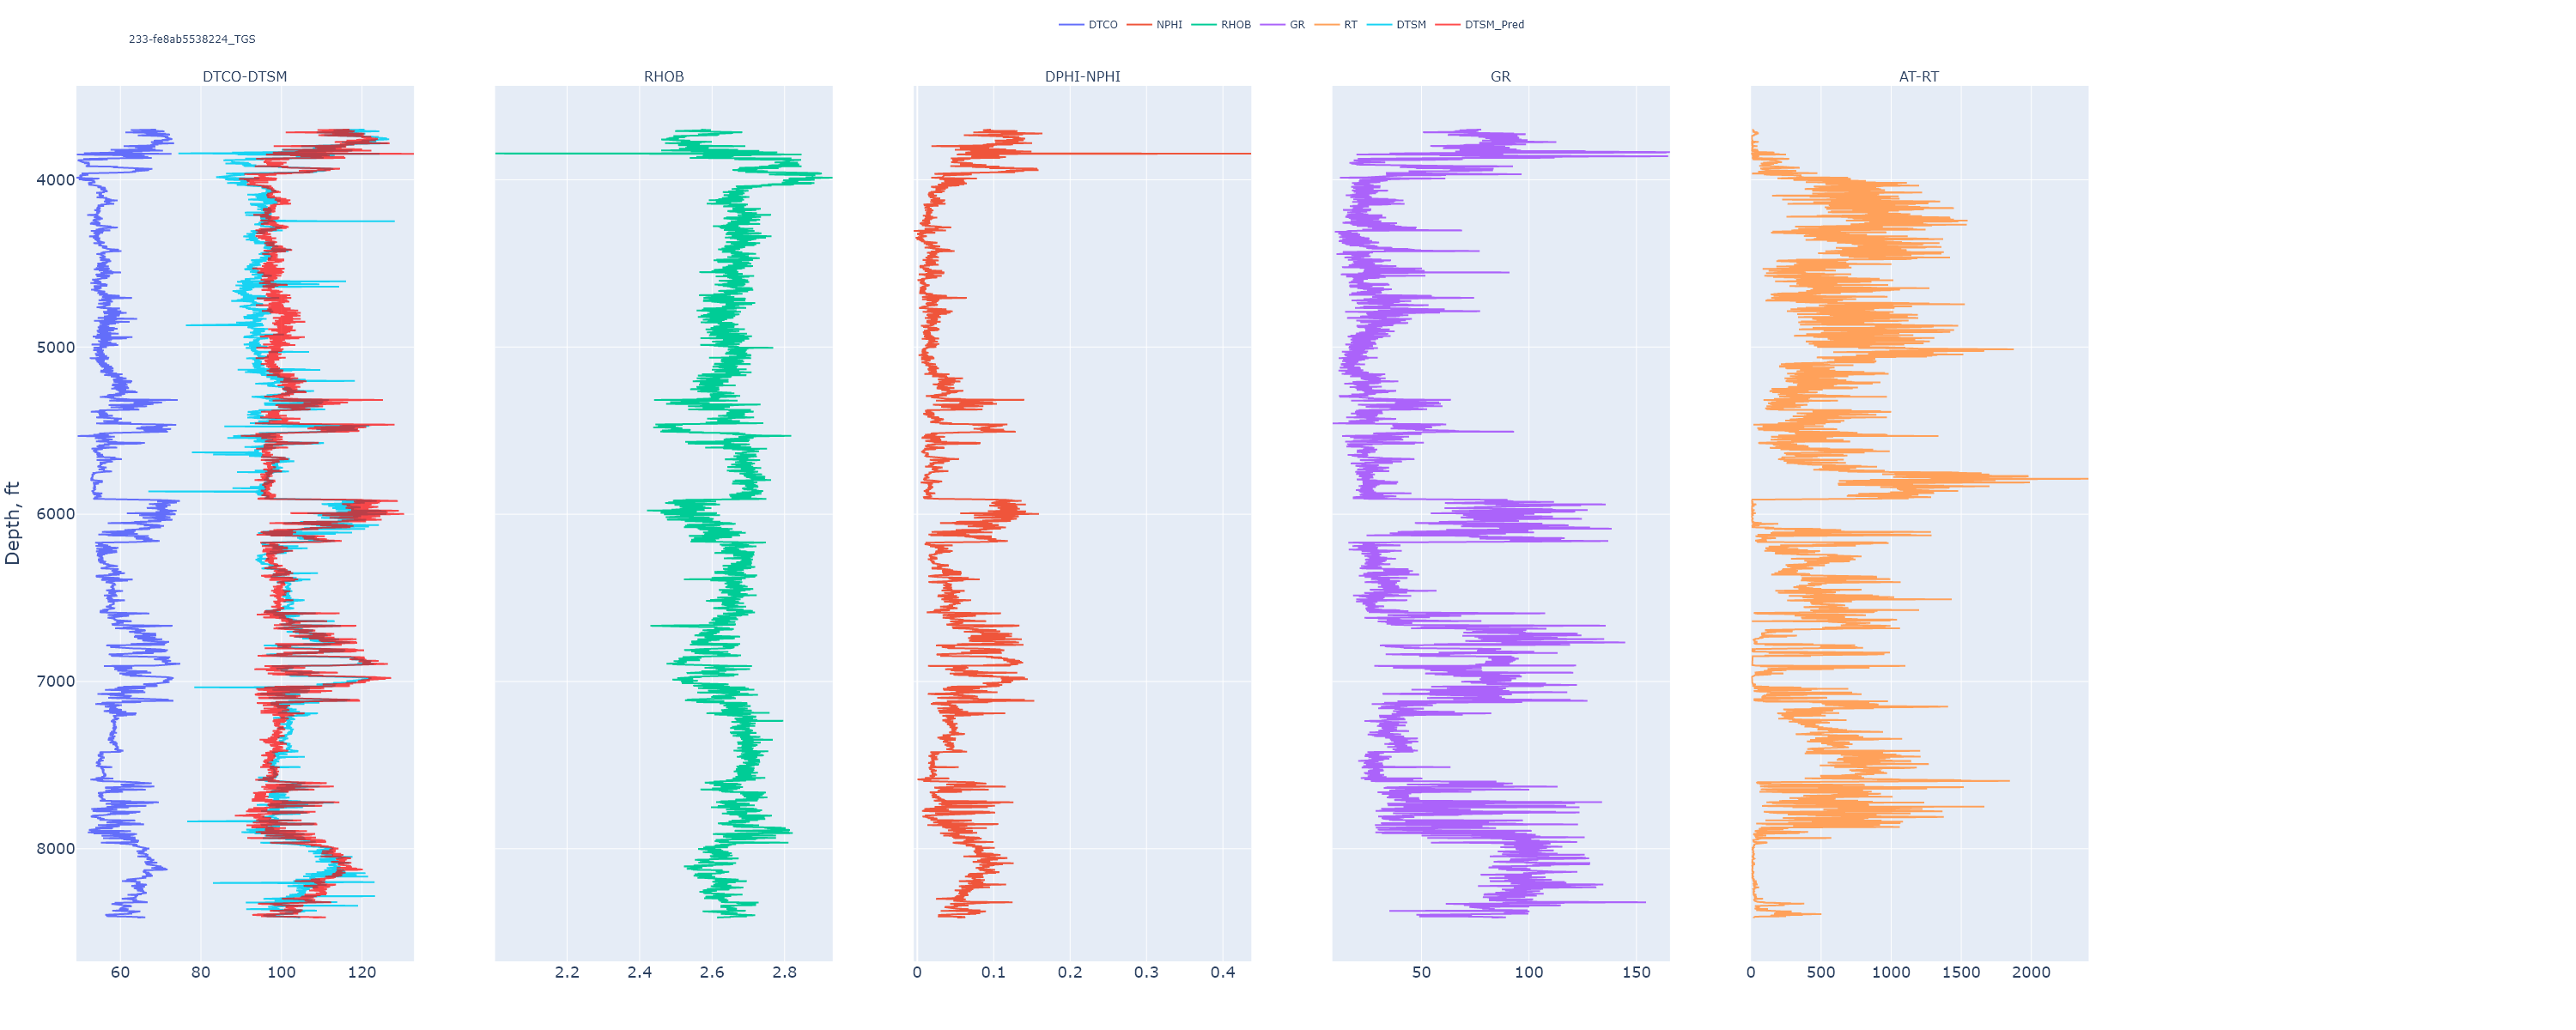 DTCO NPHI RHOB GR RT DTSM DTSM_Pred
233-fe8ab5538224_TGS
DTCO-DTSM RHOB DPHI-NPHI GR AT-RT
Depth, ft
4000
5000
6000
7000
8000
60 80 100 120 2.2 2.4 2.6 2.8 0 0.1 0.2 0.3 0.4 50 100 150 0 500 1000 1500 2000